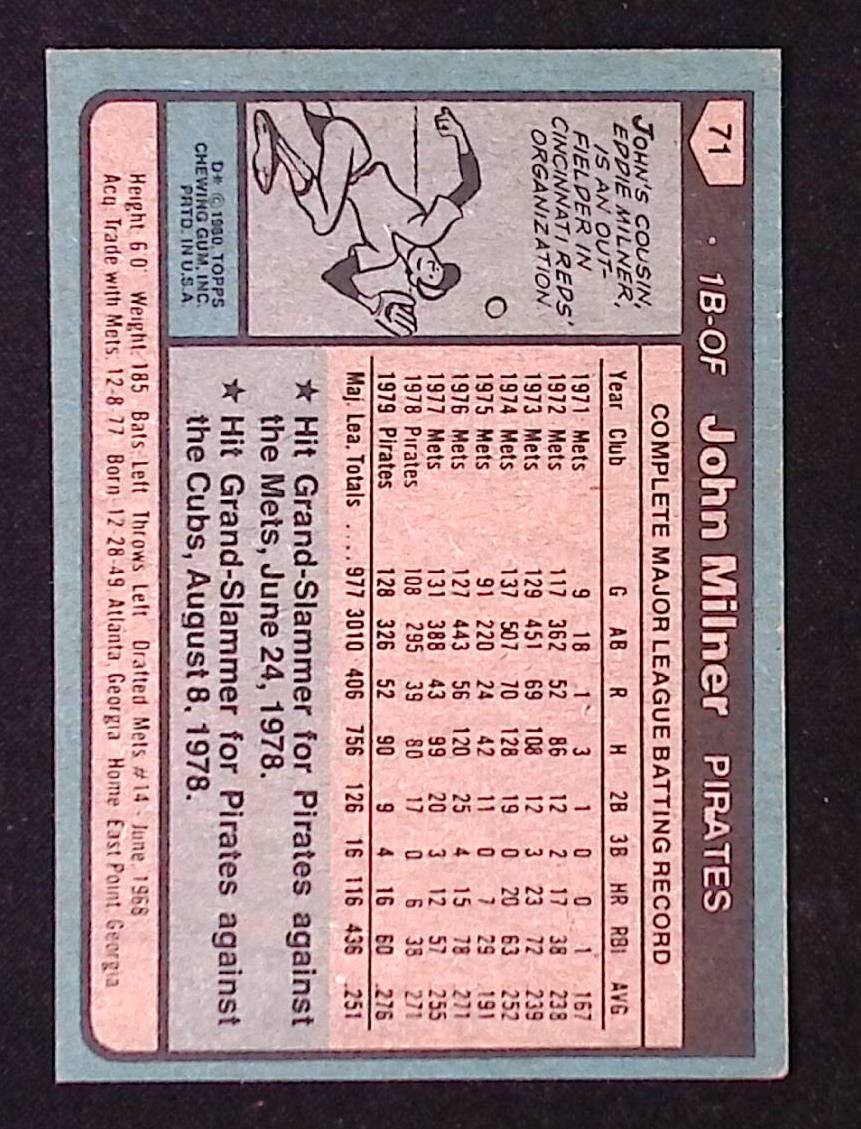 71 1B-OF John Milner PIRATES
JOHN'S COUSIN,
EDDIE MILNER,
IS AN OUT-
FIELDER IN
CINCINNATI REDS'
ORGANIZATION.
D* © 1980, TOPPS
CHEWING GUM, INC.
PRTD. IN U.S.A.
COMPLETE MAJOR LEAGUE BATTING RECORD
Year Club G AB R H 2B 3B HR RBI AVG
1971 Mets 9 18 1 3 1 0 0 1 .167
1972 Mets 117 362 52 86 12 2 17 38 .238
1973 Mets 129 451 69 108 12 3 23 72 .239
1974 Mets 137 507 70 128 19 0 20 63 .252
1975 Mets 91 220 24 42 11 0 7 29 .191
1976 Mets 127 443 56 120 25 4 15 78 .271
1977 Mets 131 388 43 99 20 3 12 57 .255
1978 Pirates 108 295 39 80 17 0 6 38 .271
1979 Pirates 128 326 52 90 9 4 16 60 .276
Maj. Lea. Totals .... 977 3010 406 756 126 16 116 436 .251
★ Hit Grand-Slammer for Pirates against
the Mets, June 24, 1978.
★ Hit Grand-Slammer for Pirates against
the Cubs, August 8, 1978.
Height 6'0" Weight: 185 Bats: Left Throws: Left Drafted: Mets #14 - June, 1968
Acq: Trade with Mets, 12-8-77 Born: 12-28-49, Atlanta, Georgia Home: East Point, Georgia